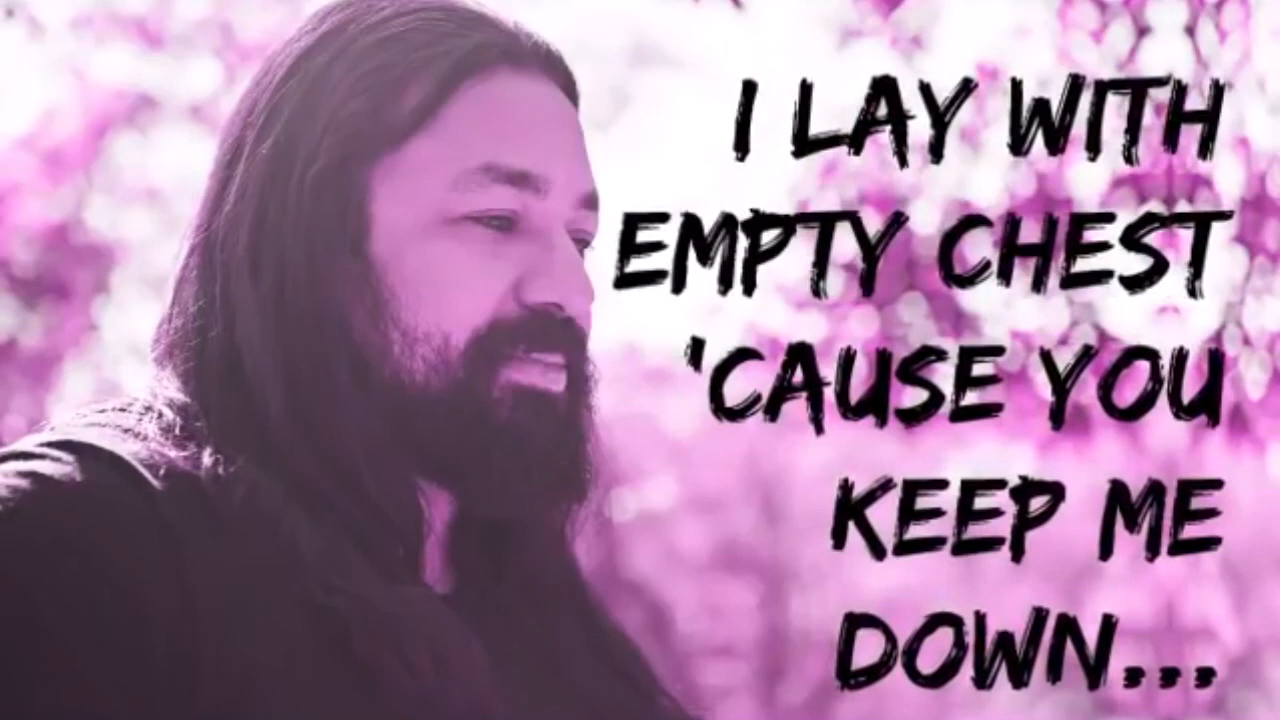 I LAY WITH
EMPTY CHEST
'CAUSE YOU
KEEP ME
DOWN...